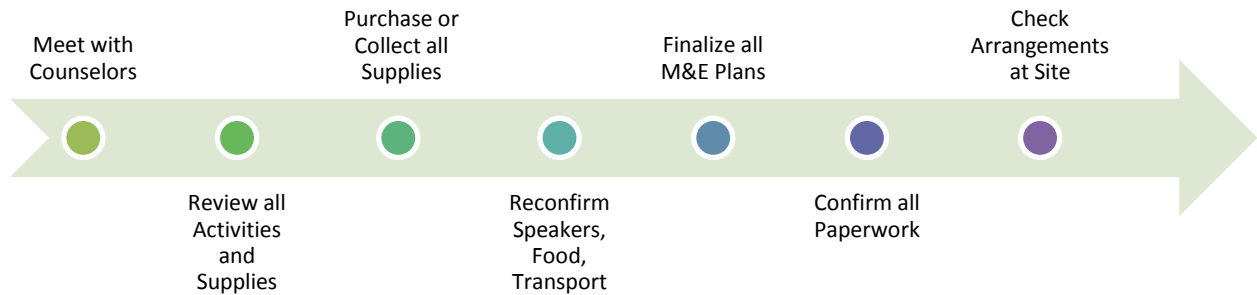 Meet with
Counselors
Review all
Activities
and
Supplies
Purchase or
Collect all
Supplies
Reconfirm
Speakers,
Food,
Transport
Finalize all
M&E Plans
Confirm all
Paperwork
Check
Arrangements
at Site